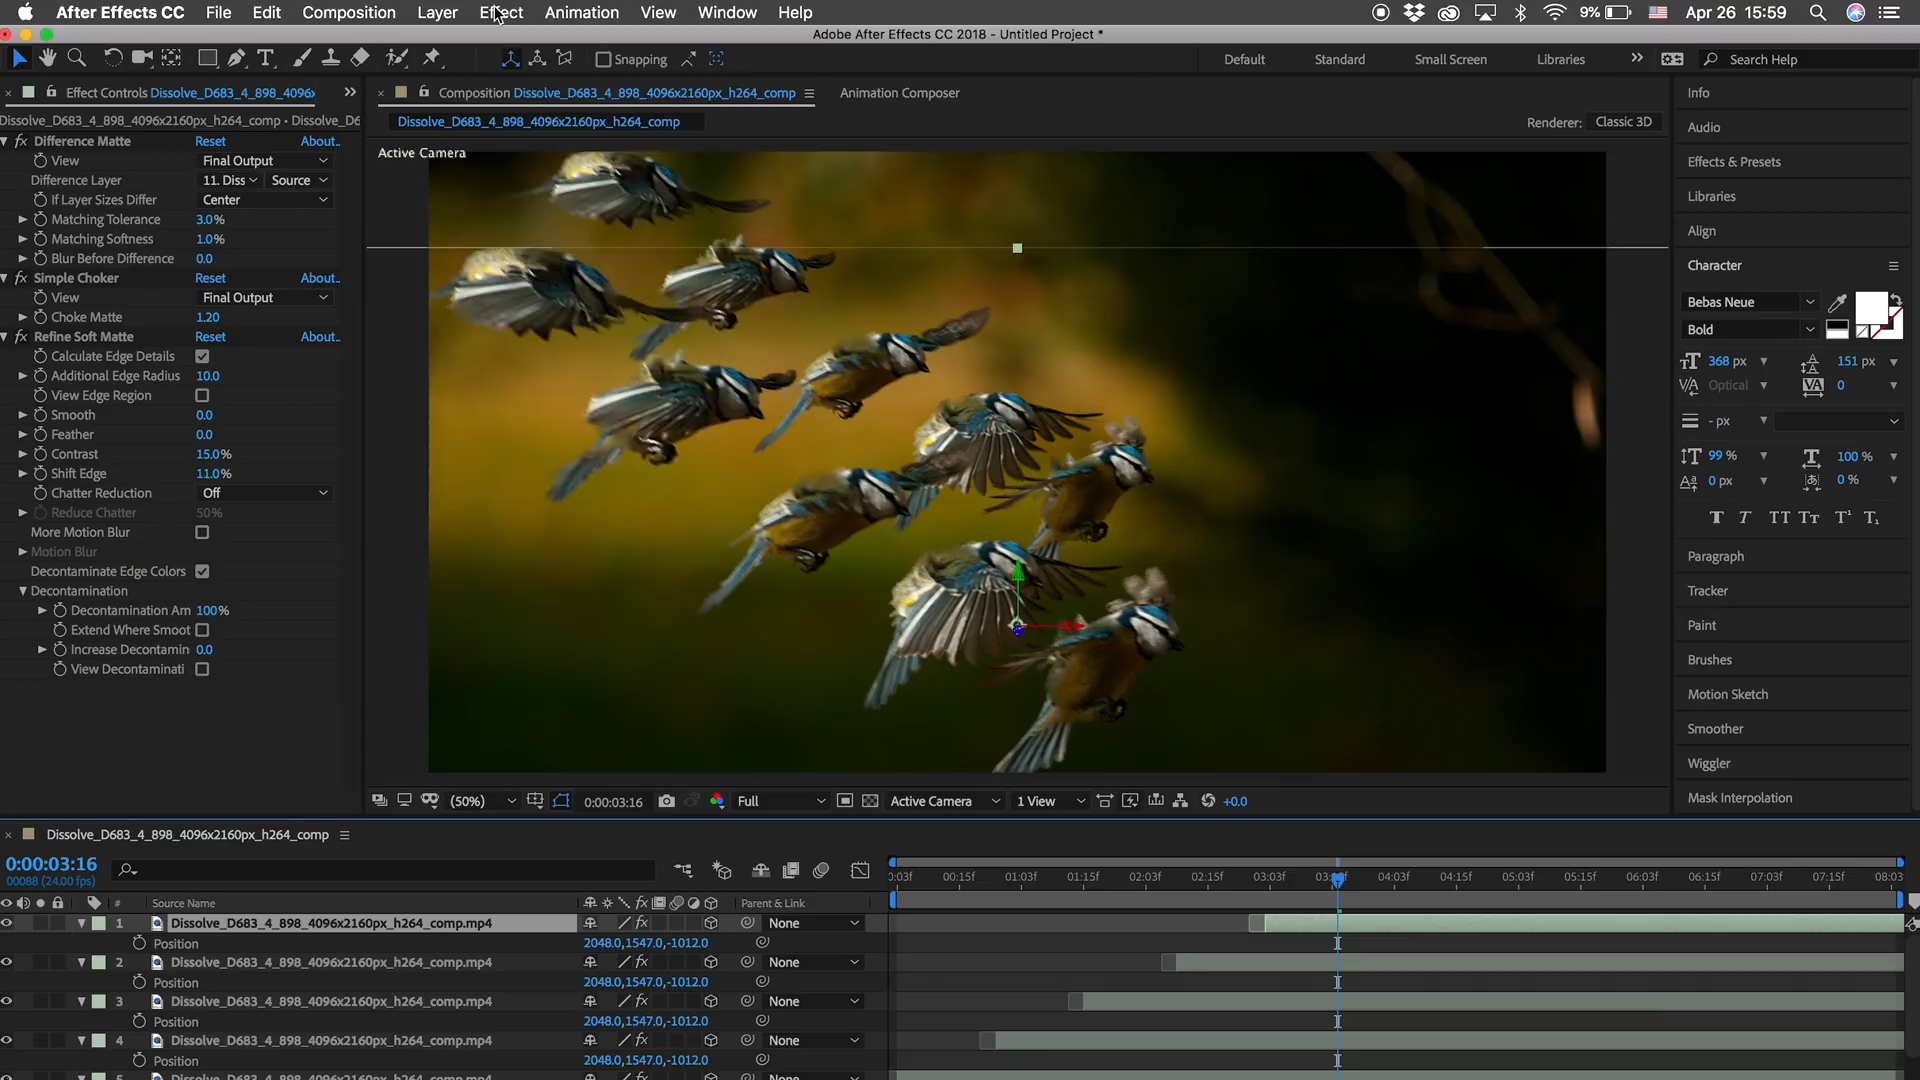 After Effects CC File Edit Composition Layer Effect Animation View Window Help 9% Apr 26 15:59
Adobe After Effects CC 2018 - Untitled Project *
Snapping Default Standard Small Screen Libraries Search Help
Effect Controls Dissolve_D683_4_898_4096x
Composition Dissolve_D683_4_898_4096x2160px_h264_comp Animation Composer
Dissolve_D683_4_898_4096x2160px_h264_comp • Dissolve_D6
Dissolve_D683_4_898_4096x2160px_h264_comp
Renderer: Classic 3D
Active Camera
Difference Matte Reset About..
View Final Output
Difference Layer 11. Diss Source
If Layer Sizes Differ Center
Matching Tolerance 3.0%
Matching Softness 1.0%
Blur Before Difference 0.0
Simple Choker Reset About..
View Final Output
Choke Matte 1.20
Refine Soft Matte Reset About..
Calculate Edge Details
Additional Edge Radius 10.0
View Edge Region
Smooth 0.0
Feather 0.0
Contrast 15.0%
Shift Edge 11.0%
Chatter Reduction Off
Reduce Chatter 50%
More Motion Blur
Motion Blur
Decontaminate Edge Colors
Decontamination
Decontamination Am 100%
Extend Where Smoot
Increase Decontamin 0.0
View Decontaminati
Info
Audio
Effects & Presets
Libraries
Align
Character
Bebas Neue
Bold
368 px 151 px
Optical 0
- px
99 % 100 %
0 px 0 %
T T TT Tт T¹ T₁
Paragraph
Tracker
Paint
Brushes
Motion Sketch
Smoother
Wiggler
Mask Interpolation
(50%) 0:00:03:16 Full Active Camera 1 View +0.0
Dissolve_D683_4_898_4096x2160px_h264_comp
0:00:03:16
00088 (24.00 fps)
0:03f 00:15f 01:03f 01:15f 02:03f 02:15f 03:03f 03: 04:03f 04:15f 05:03f 05:15f 06:03f 06:15f 07:03f 07:15f 08:03
# Source Name Parent & Link
1 Dissolve_D683_4_898_4096x2160px_h264_comp.mp4 None
Position 2048.0,1547.0,-1012.0
2 Dissolve_D683_4_898_4096x2160px_h264_comp.mp4 None
Position 2048.0,1547.0,-1012.0
3 Dissolve_D683_4_898_4096x2160px_h264_comp.mp4 None
Position 2048.0,1547.0,-1012.0
4 Dissolve_D683_4_898_4096x2160px_h264_comp.mp4 None
Position 2048.0,1547.0,-1012.0